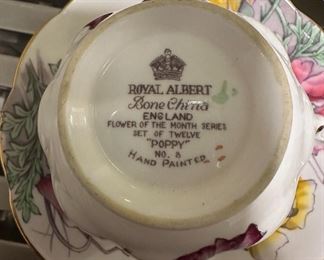 ROYAL ALBERT
Bone China
ENGLAND
FLOWER OF THE MONTH SERIES
SET OF TWELVE
"POPPY"
NO. 8
HAND PAINTED